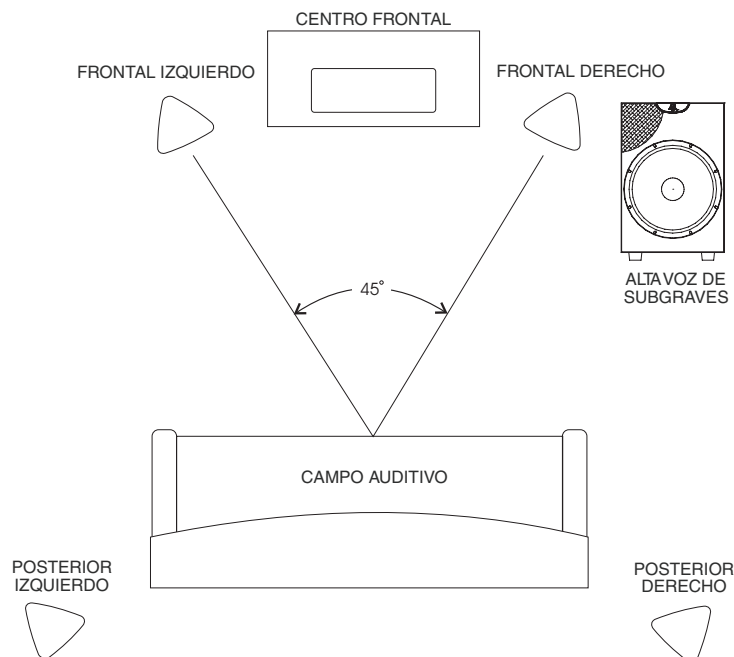 CENTRO FRONTAL
FRONTAL IZQUIERDO
FRONTAL DERECHO
45°
ALTAVOZ DE
SUBGRAVES
CAMPO AUDITIVO
POSTERIOR
IZQUIERDO
POSTERIOR
DERECHO